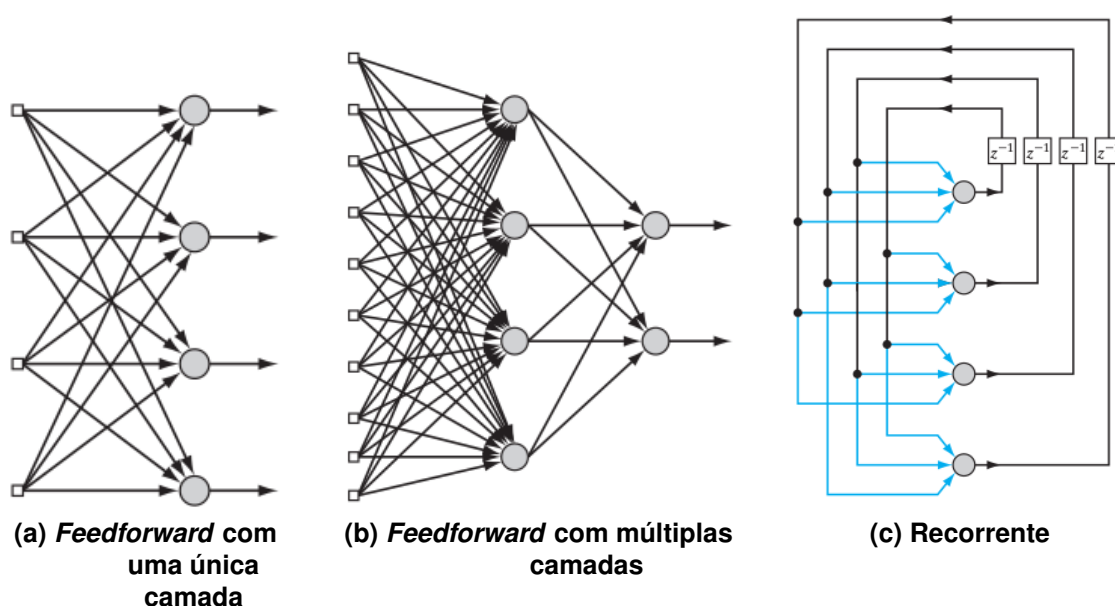 z⁻¹ z⁻¹ z⁻¹ z⁻
(a) Feedforward com
uma única
camada
(b) Feedforward com múltiplas
camadas
(c) Recorrente